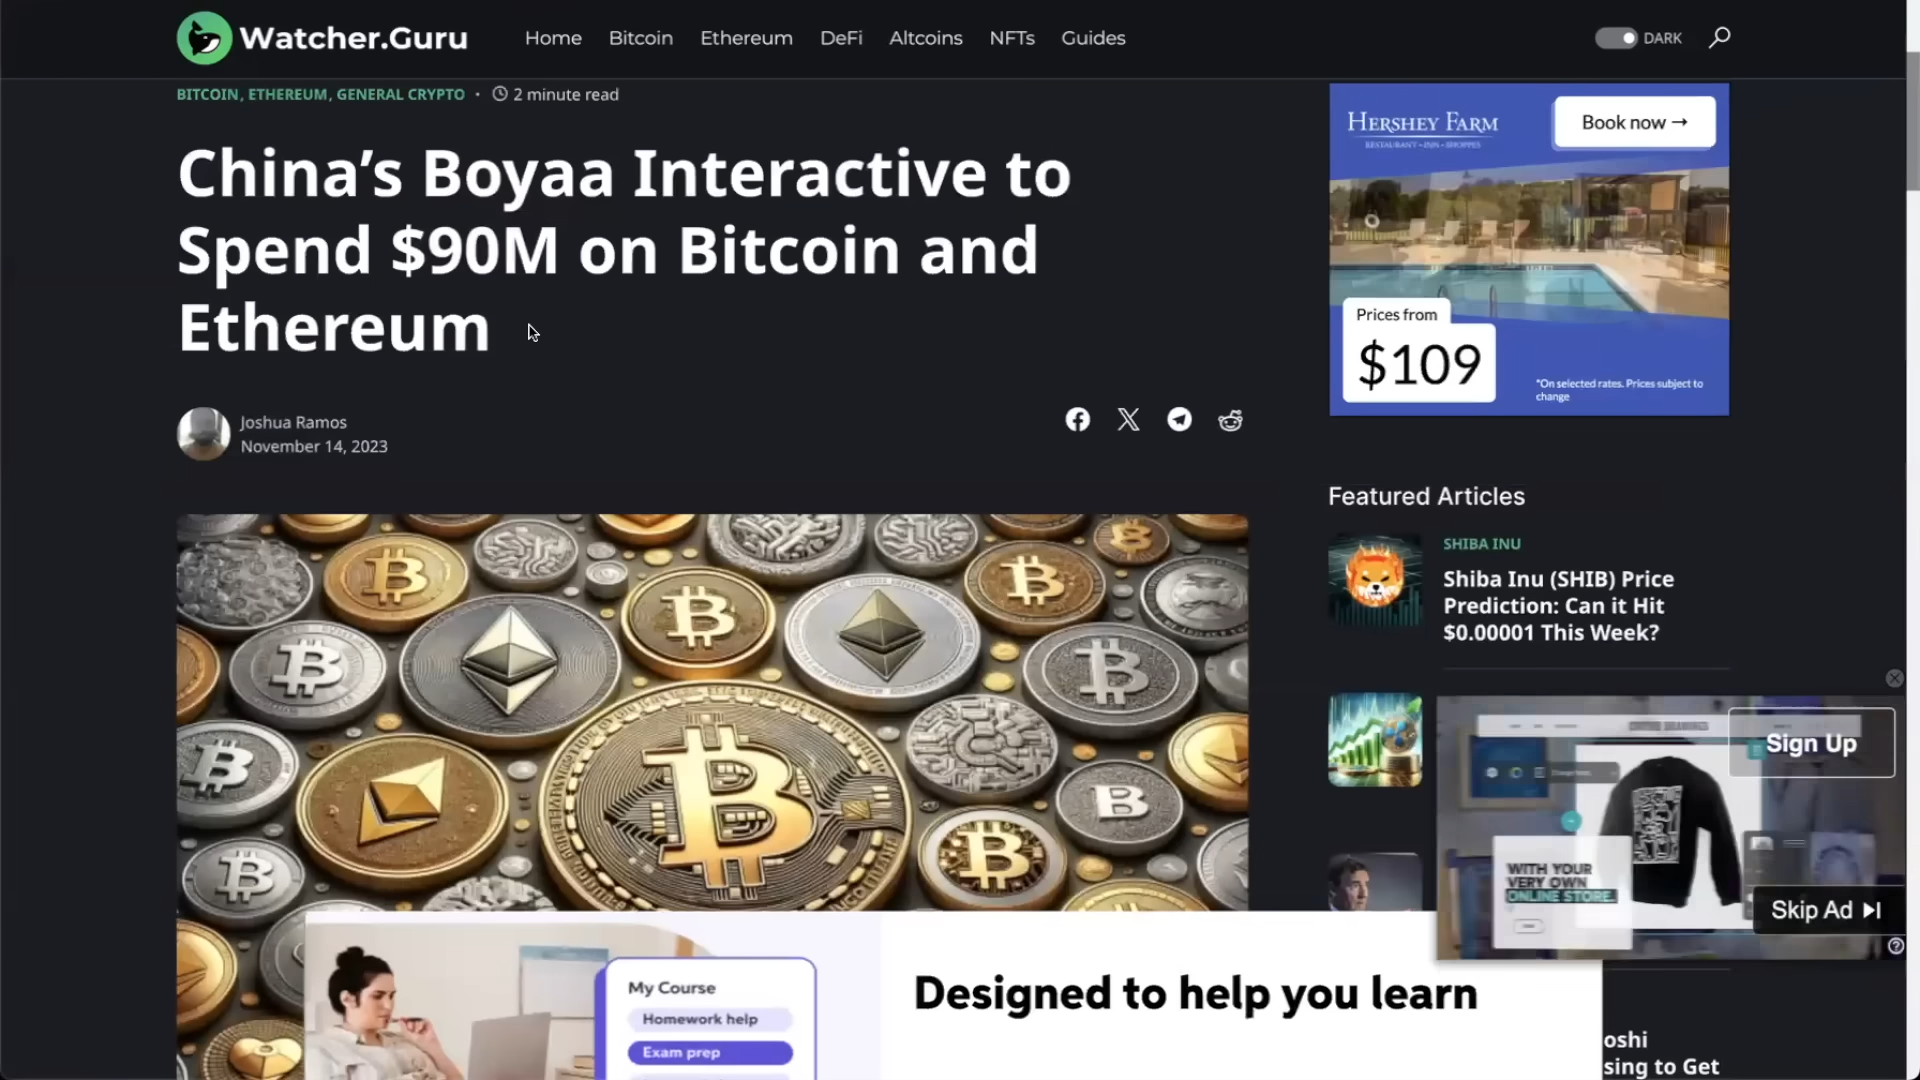 Watcher.Guru
Home Bitcoin Ethereum DeFi Altcoins NFTs Guides
DARK
BITCOIN, ETHEREUM, GENERAL CRYPTO • 2 minute read
China’s Boyaa Interactive to
Spend $90M on Bitcoin and
Ethereum
Joshua Ramos
November 14, 2023
HERSHEY FARM
RESTAURANT • INN • SHOPPES
Book now →
Prices from
$109
*On selected rates. Prices subject to
change
Featured Articles
SHIBA INU
Shiba Inu (SHIB) Price
Prediction: Can it Hit
$0.00001 This Week?
Sign Up
WITH YOUR
VERY OWN
ONLINE STORE.
Skip Ad
My Course
Homework help
Exam prep
Designed to help you learn
oshi
sing to Get